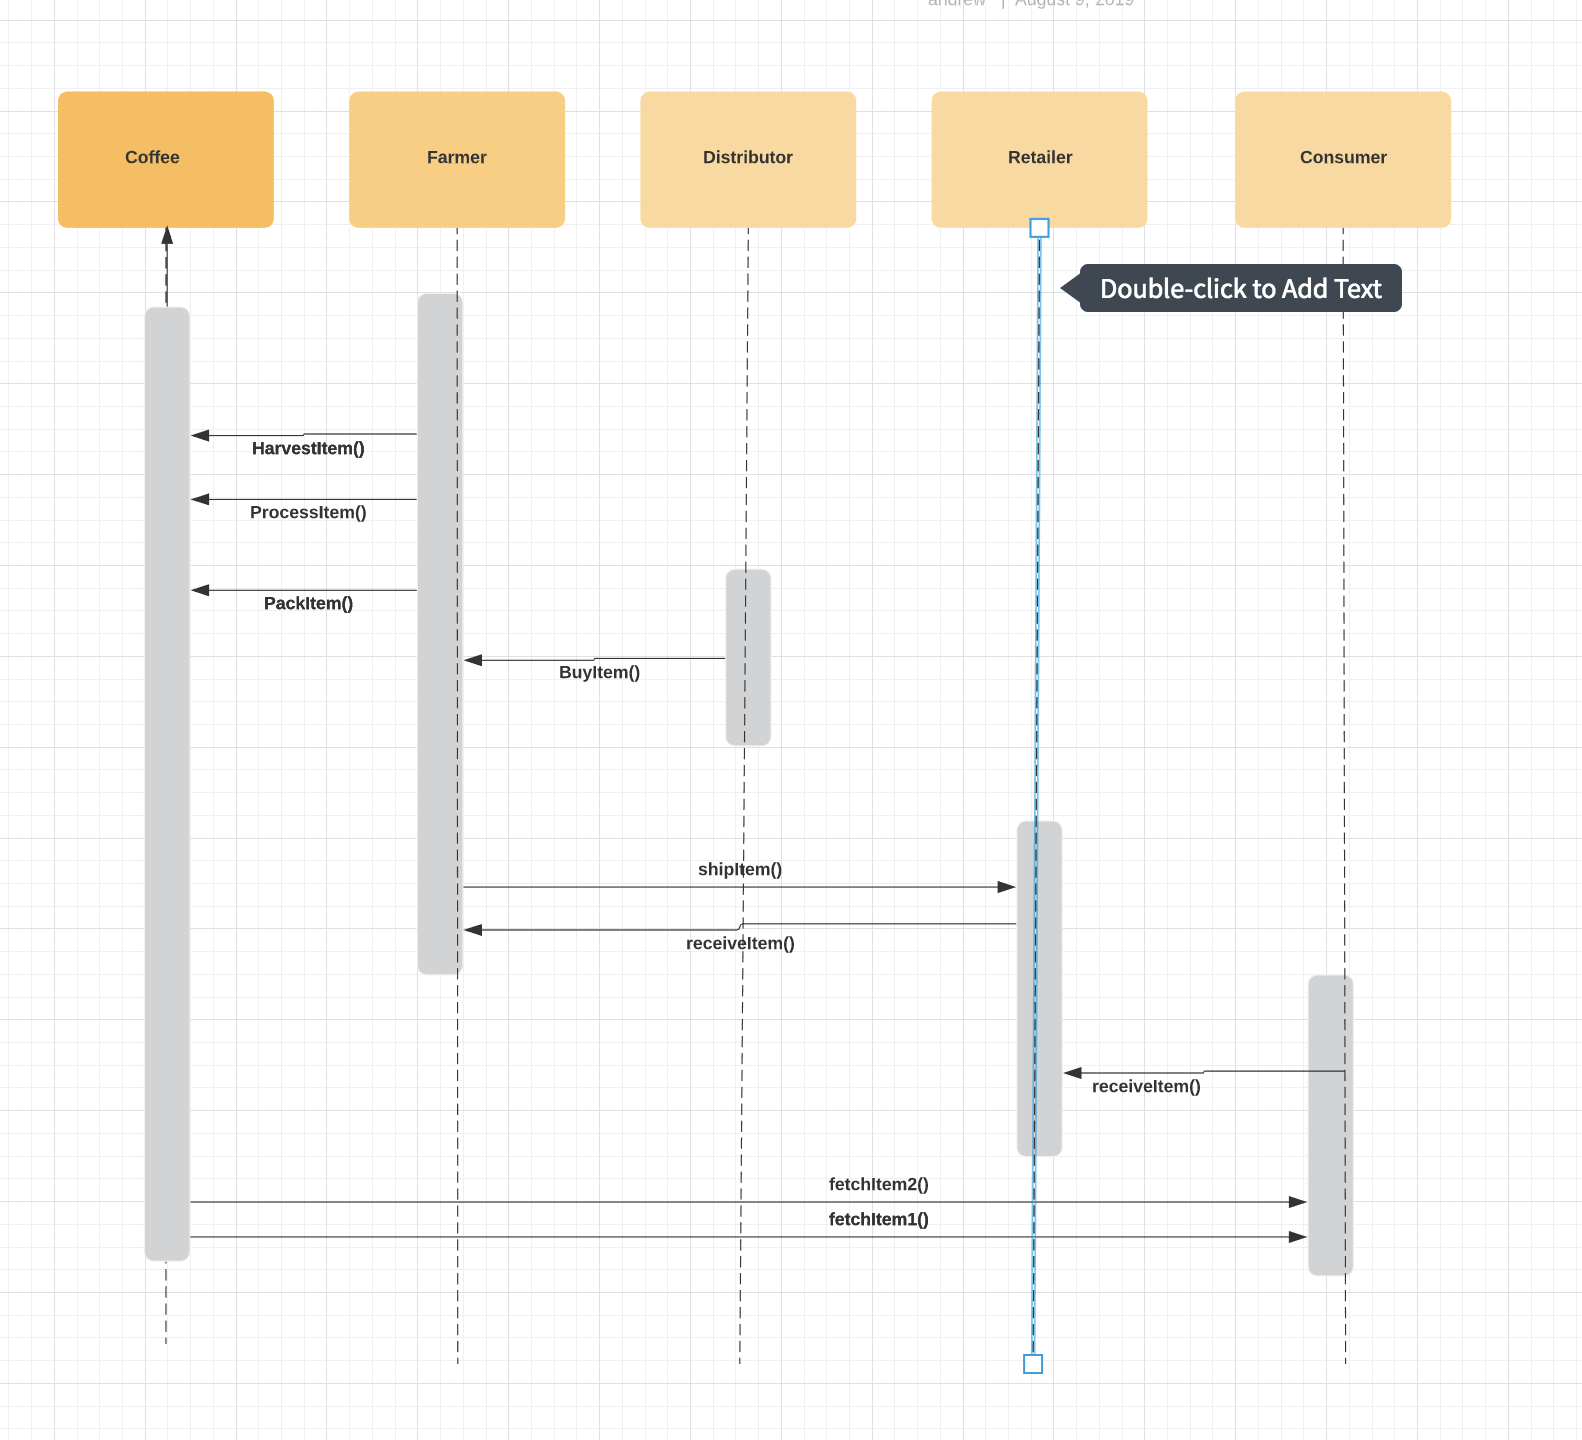 andrew | August 9, 2019
Coffee
Farmer
Distributor
Retailer
Consumer
Double-click to Add Text
HarvestItem()
ProcessItem()
PackItem()
BuyItem()
shipItem()
receiveItem()
receiveItem()
fetchItem2()
fetchItem1()